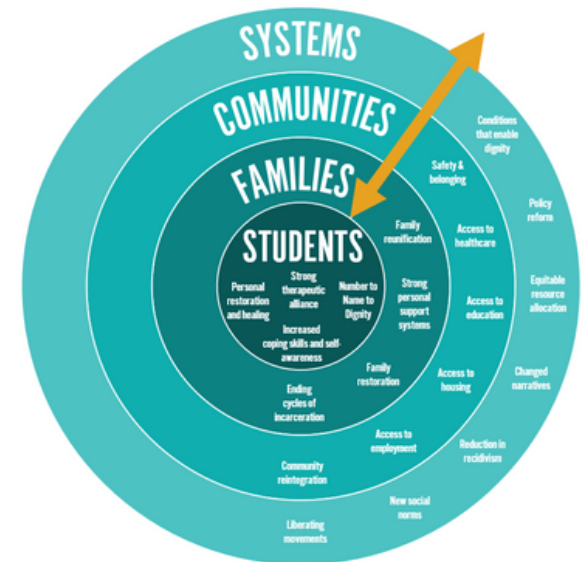 SYSTEMS
COMMUNITIES
FAMILIES
STUDENTS
Personal
restoration
and healing
Strong
therapeutic
alliance
Number to
Name to
Dignity
Increased
coping skills and self-
awareness
Family
reunification
Strong
personal
support
systems
Family
restoration
Ending
cycles of
incarceration
Safety &
belonging
Access to
healthcare
Access to
education
Access to
housing
Access to
employment
Community
reintegration
Conditions
that enable
dignity
Policy
reform
Equitable
resource
allocation
Changed
narratives
Reduction in
recidivism
New social
norms
Liberating
movements